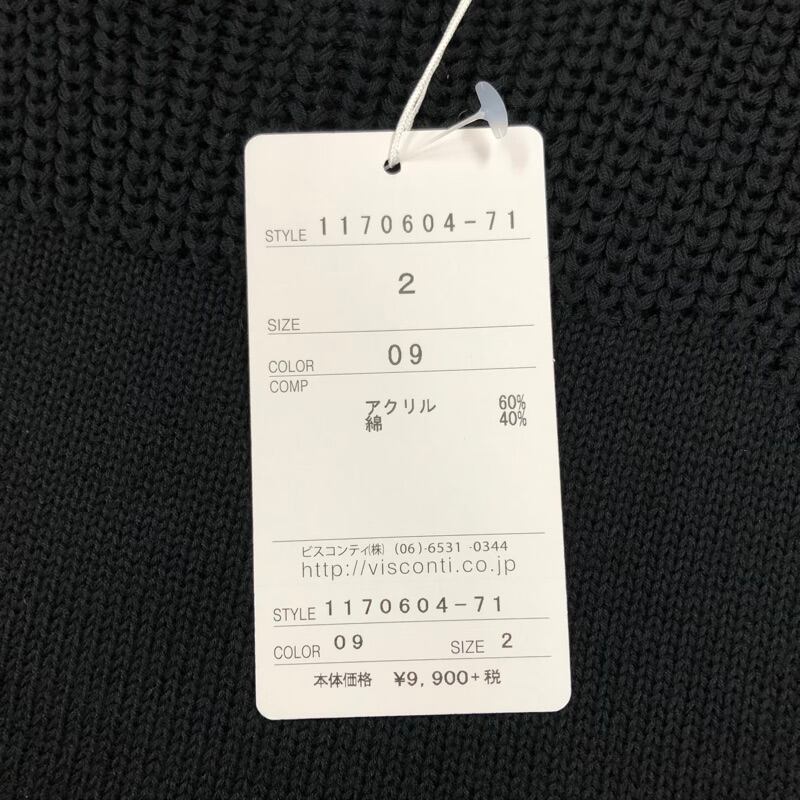 STYLE 1170604-71
2
SIZE
COLOR 09
COMP
アクリル 60%
綿 40%
ビスコンティ㈱ (06)-6531-0344
http://visconti.co.jp
STYLE 1170604-71
COLOR 09 SIZE 2
本体価格 ¥9,900+税